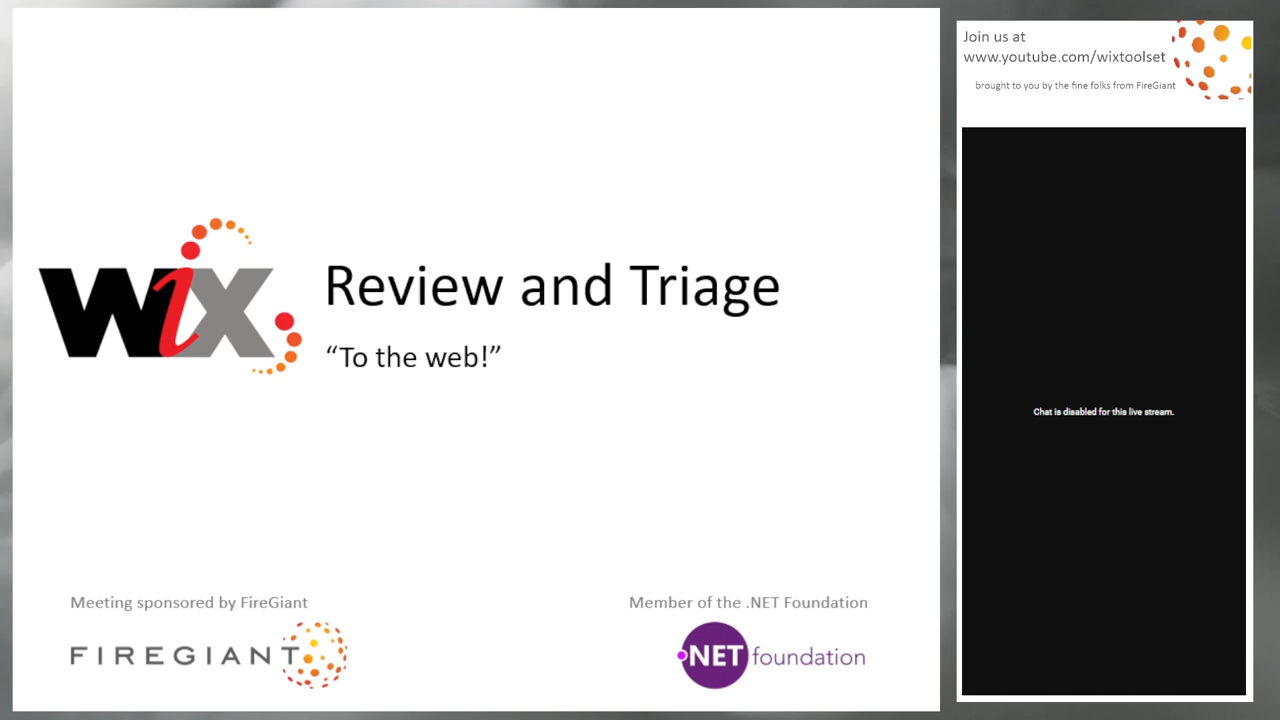 WiX
Review and Triage
“To the web!”
Meeting sponsored by FireGiant
FIREGIANT
Member of the .NET Foundation
.NET foundation
Join us at
www.youtube.com/wixtoolset
brought to you by the fine folks from FireGiant
Chat is disabled for this live stream.